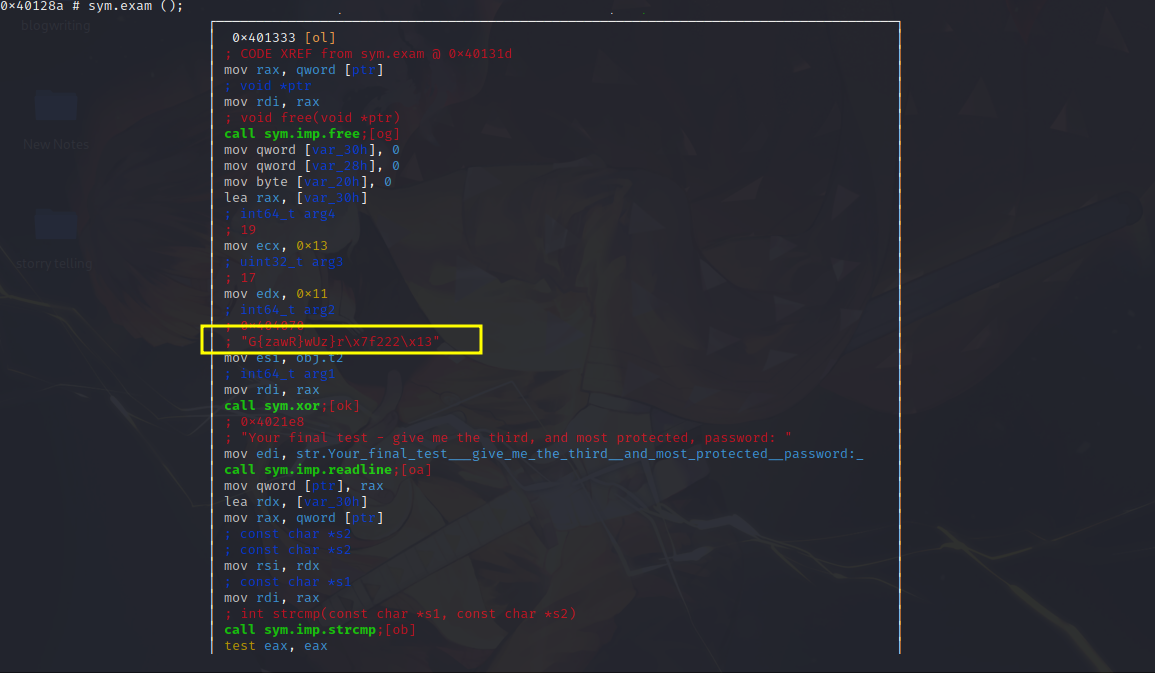 0×40128a # sym.exam ();
blogwriting
0×401333 [ol]
; CODE XREF from sym.exam @ 0×40131d
mov rax, qword [ptr]
; void *ptr
mov rdi, rax
; void free(void *ptr)
call sym.imp.free;[og]
New Notes
mov qword [var_30h], 0
mov qword [var_28h], 0
mov byte [var_20h], 0
lea rax, [var_30h]
; int64_t arg4
; 19
mov ecx, 0×13
; uint32_t arg3
storry telling
; 17
mov edx, 0×11
; int64_t arg2
; 0×404070
; "G{zawR}wUz}r\x7f222\x13"
mov esi, obj.t2
; int64_t arg1
mov rdi, rax
call sym.xor;[ok]
; 0×4021e8
; "Your final test - give me the third, and most protected, password: "
mov edi, str.Your_final_test___give_me_the_third__and_most_protected__password:_
call sym.imp.readline;[oa]
mov qword [ptr], rax
lea rdx, [var_30h]
mov rax, qword [ptr]
; const char *s2
; const char *s2
mov rsi, rdx
; const char *s1
mov rdi, rax
; int strcmp(const char *s1, const char *s2)
call sym.imp.strcmp;[ob]
test eax, eax